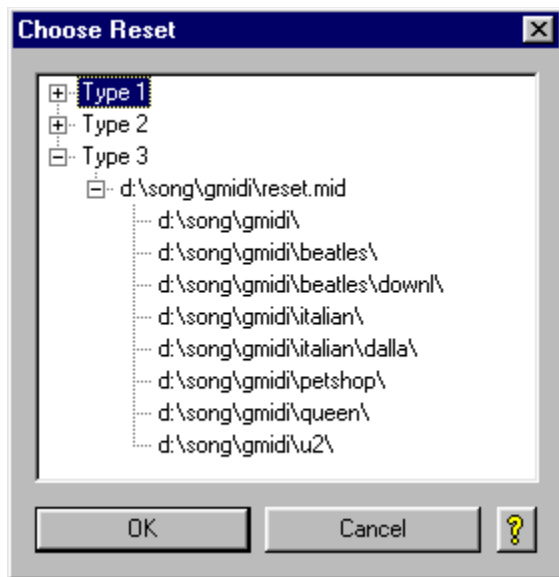 Choose Reset
Type 1
Type 2
Type 3
d:\song\gmidi\reset.mid
d:\song\gmidi\
d:\song\gmidi\beatles\
d:\song\gmidi\beatles\downl\
d:\song\gmidi\italian\
d:\song\gmidi\italian\dalla\
d:\song\gmidi\petshop\
d:\song\gmidi\queen\
d:\song\gmidi\u2\
OK Cancel ?